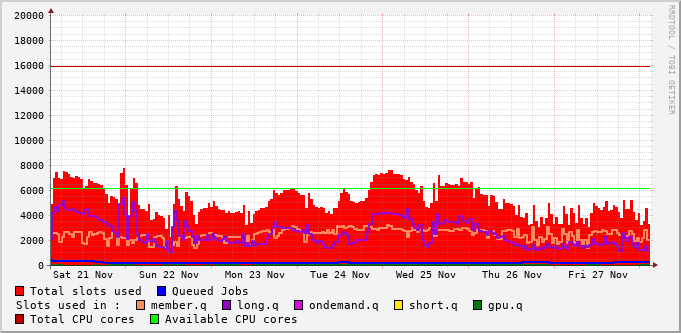 20000
18000
16000
14000
12000
10000
8000
6000
4000
2000
0
Sat 21 Nov Sun 22 Nov Mon 23 Nov Tue 24 Nov Wed 25 Nov Thu 26 Nov Fri 27 Nov
Total slots used Queued Jobs
Slots used in : member.q long.q ondemand.q short.q gpu.q
Total CPU cores Available CPU cores
RRDTOOL / TOBI OETIKER